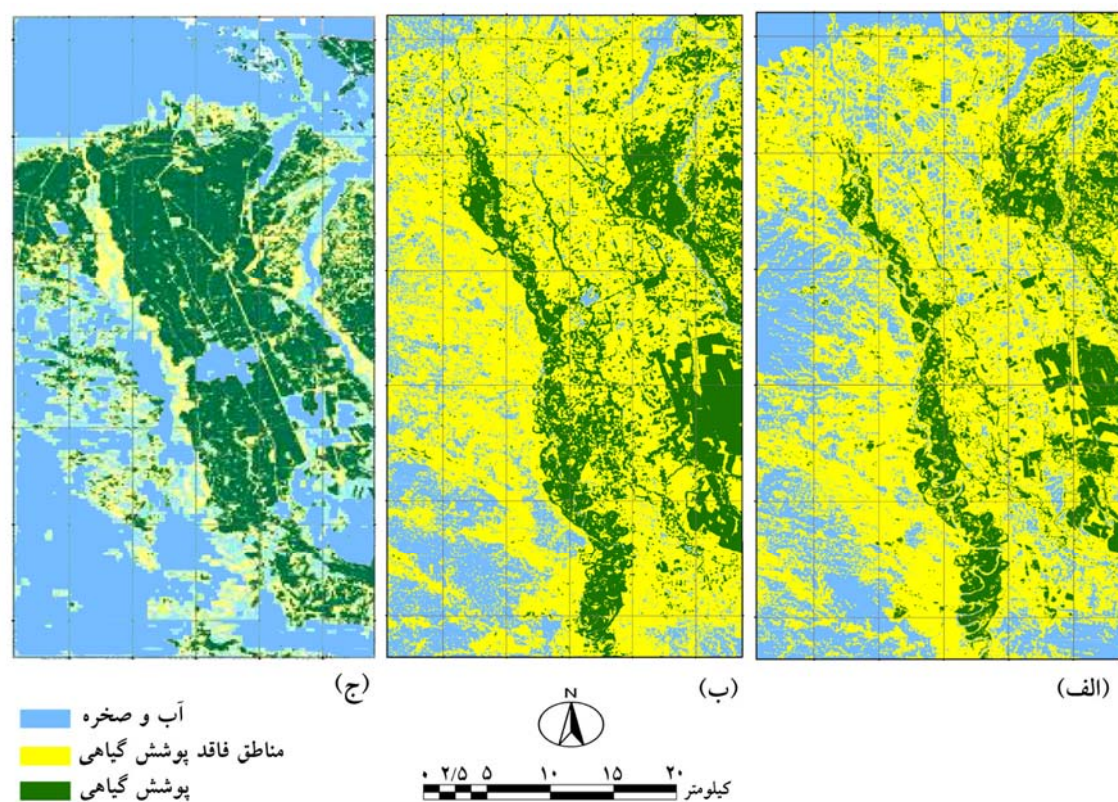 (الف)
(ب)
(ج)
آب و صخره
مناطق فاقد پوشش گیاهی
پوشش گیاهی
N
۰ ۲/۵ ۵ ۱۰ ۱۵ ۲۰
کیلومتر